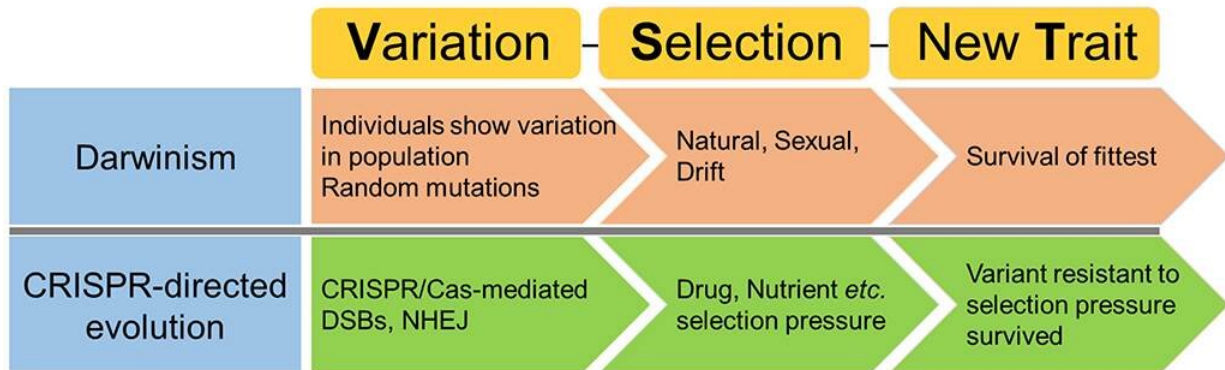 Variation
Selection
New Trait
Darwinism
Individuals show variation
in population
Random mutations
Natural, Sexual,
Drift
Survival of fittest
CRISPR-directed
evolution
CRISPR/Cas-mediated
DSBs, NHEJ
Drug, Nutrient etc.
selection pressure
Variant resistant to
selection pressure
survived